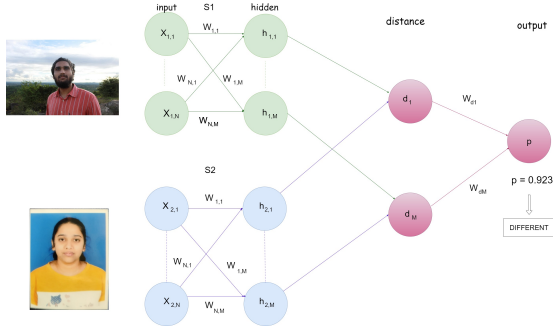 input S1 hidden distance output
X1,1 W1,1 h1,1
WN,1 W1,M
X1,N WN,M h1,M
d1
Wd1
p
p = 0.923
DIFFERENT
WdM
dM
S2
X2,1 W1,1 h2,1
WN,1 W1,M
X2,N WN,M h2,M